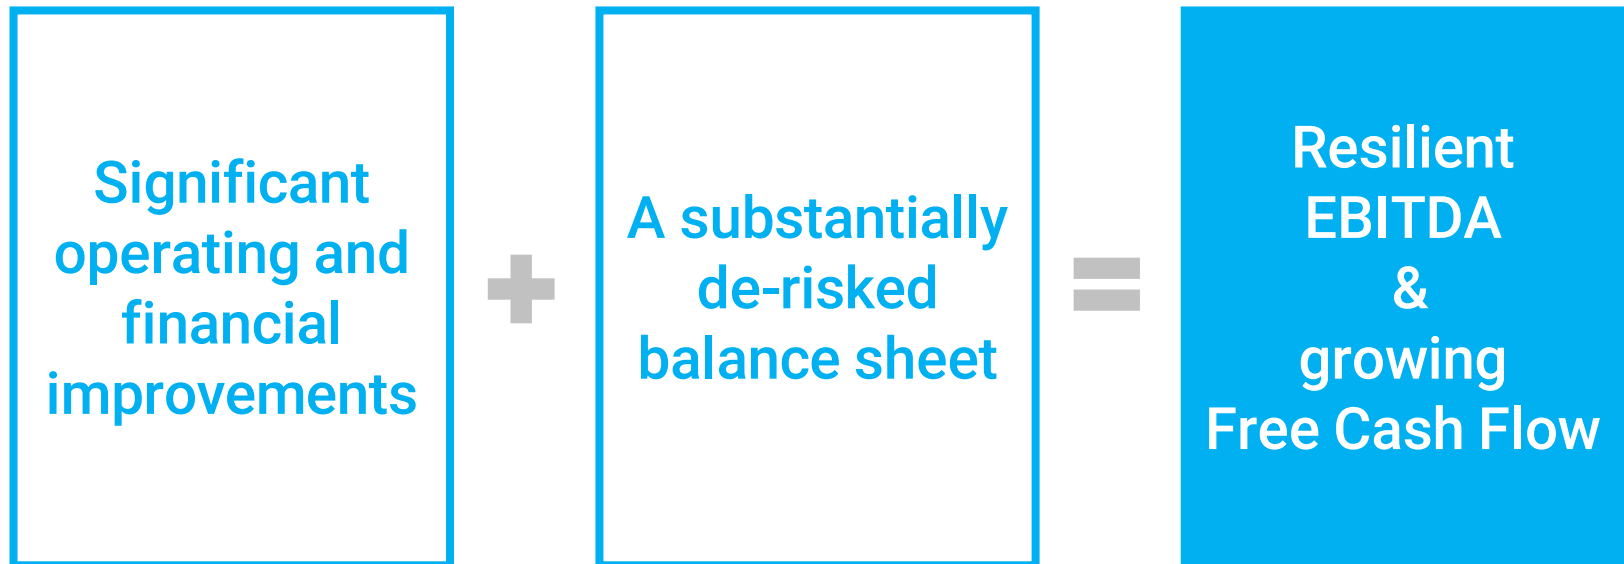 Significant
operating and
financial
improvements
A substantially
de-risked
balance sheet
Resilient
EBITDA
&
growing
Free Cash Flow